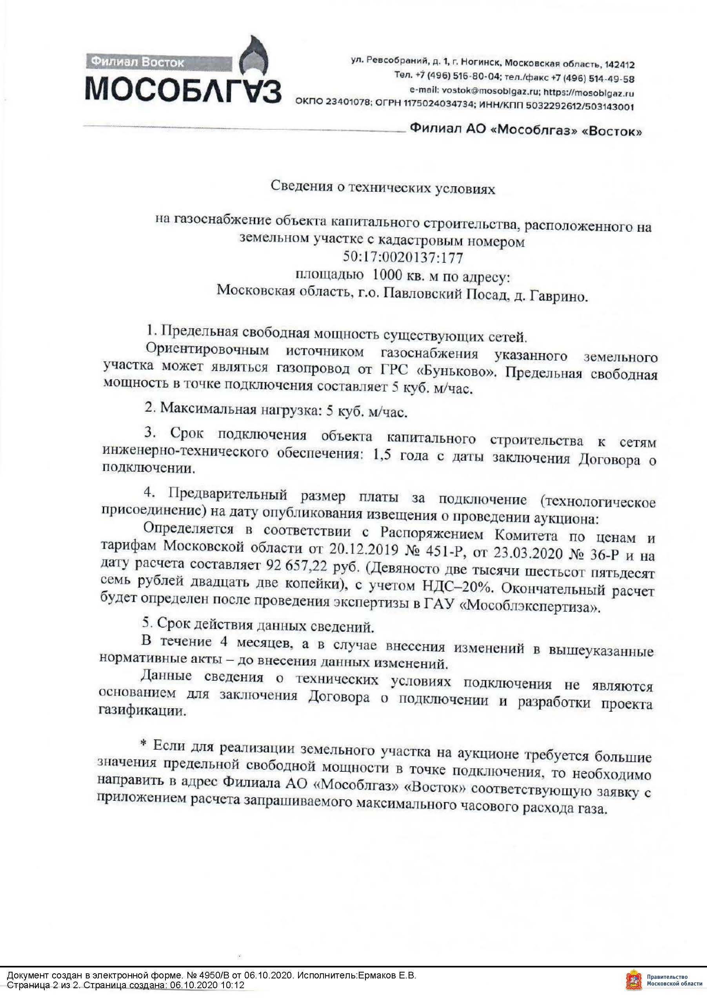 Филиал Восток
МОСОБЛГАЗ
ул. Ревсобраний, д. 1, г. Ногинск, Московская область, 142412
Тел. +7 (496) 516-80-04; тел./факс +7 (496) 514-49-58
e-mail: vostok@mosoblgaz.ru; https://mosoblgaz.ru
ОКПО 23401078; ОГРН 1175024034734; ИНН/КПП 5032292612/503143001
Филиал АО «Мособлгаз» «Восток»
Сведения о технических условиях
на газоснабжение объекта капитального строительства, расположенного на
земельном участке с кадастровым номером
50:17:0020137:177
площадью 1000 кв. м по адресу:
Московская область, г.о. Павловский Посад, д. Гаврино.
1. Предельная свободная мощность существующих сетей.
Ориентировочным источником газоснабжения указанного земельного
участка может являться газопровод от ГРС «Буньково». Предельная свободная
мощность в точке подключения составляет 5 куб. м/час.
2. Максимальная нагрузка: 5 куб. м/час.
3. Срок подключения объекта капитального строительства к сетям
инженерно-технического обеспечения: 1,5 года с даты заключения Договора о
подключении.
4. Предварительный размер платы за подключение (технологическое
присоединение) на дату опубликования извещения о проведении аукциона:
Определяется в соответствии с Распоряжением Комитета по ценам и
тарифам Московской области от 20.12.2019 № 451-Р, от 23.03.2020 № 36-Р и на
дату расчета составляет 92 657,22 руб. (Девяносто две тысячи шестьсот пятьдесят
семь рублей двадцать две копейки), с учетом НДС–20%. Окончательный расчет
будет определен после проведения экспертизы в ГАУ «Мособлэкспертиза».
5. Срок действия данных сведений.
В течение 4 месяцев, а в случае внесения изменений в вышеуказанные
нормативные акты – до внесения данных изменений.
Данные сведения о технических условиях подключения не являются
основанием для заключения Договора о подключении и разработки проекта
газификации.
* Если для реализации земельного участка на аукционе требуется большие
значения предельной свободной мощности в точке подключения, то необходимо
направить в адрес Филиала АО «Мособлгаз» «Восток» соответствующую заявку с
приложением расчета запрашиваемого максимального часового расхода газа.
Документ создан в электронной форме. № 4950/В от 06.10.2020. Исполнитель:Ермаков Е.В.
Страница 2 из 2. Страница создана: 06.10.2020 10:12
Правительство
Московской области